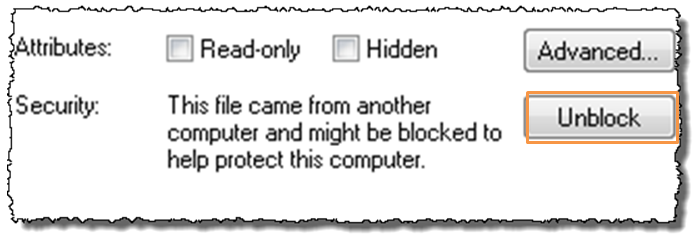 Attributes: Read-only Hidden Advanced...
Security: This file came from another
computer and might be blocked to
help protect this computer.
Unblock